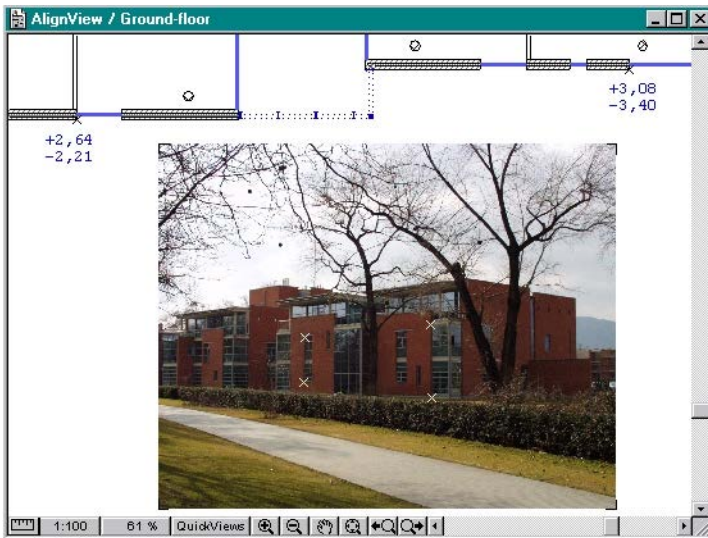 AlignView / Ground-floor
+3,08
-3,40
+2,64
-2,21
1:100 61 % QuickViews